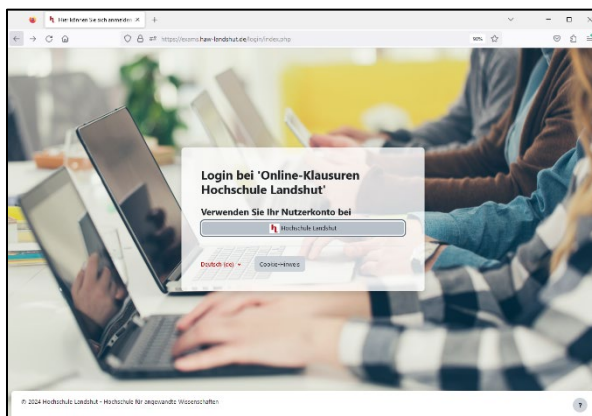 Hier können Sie sich anmelden
https://exams.haw-landshut.de/login/index.php
90%
Login bei 'Online-Klausuren
Hochschule Landshut'
Verwenden Sie Ihr Nutzerkonto bei
Hochschule Landshut
Deutsch (de)
Cookie-Hinweis
© 2024 Hochschule Landshut - Hochschule für angewandte Wissenschaften
?